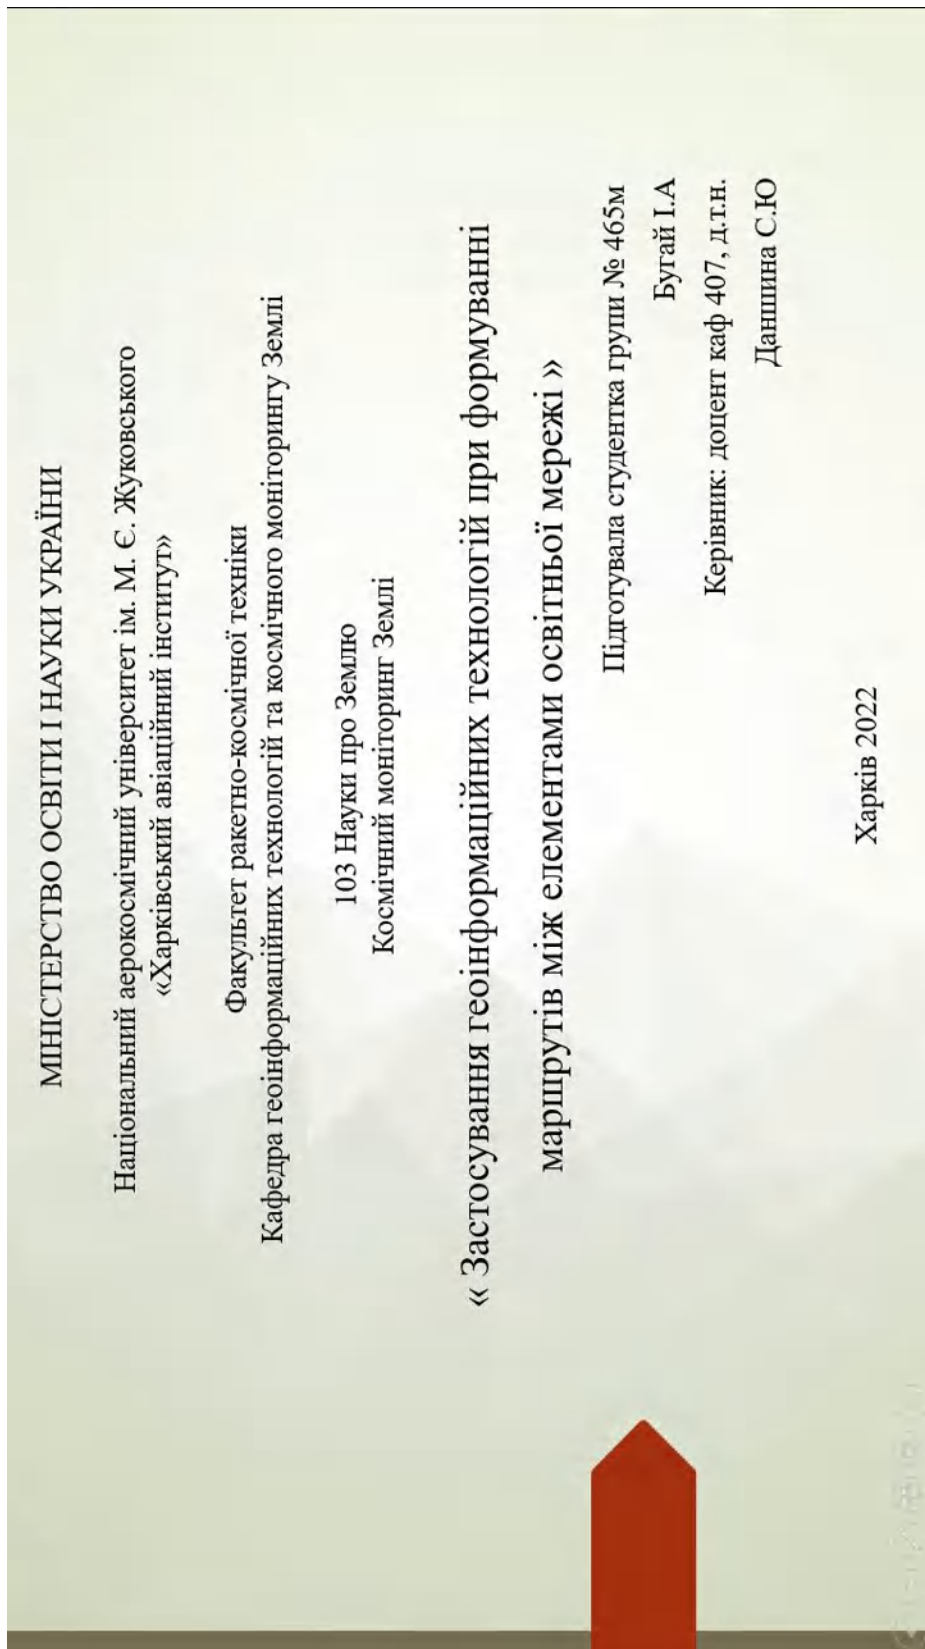 МІНІСТЕРСТВО ОСВІТИ І НАУКИ УКРАЇНИ
Національний аерокосмічний університет ім. М. Є. Жуковського
«Харківський авіаційний інститут»
Факультет ракетно-космічної техніки
Кафедра геоінформаційних технологій та космічного моніторингу Землі
103 Науки про Землю
Космічний моніторинг Землі
« Застосування геоінформаційних технологій при формуванні
маршрутів між елементами освітньої мережі »
Підготувала студентка групи № 465м
Бугай І.А
Керівник: доцент каф 407, д.т.н.
Даншина С.Ю
Харків 2022